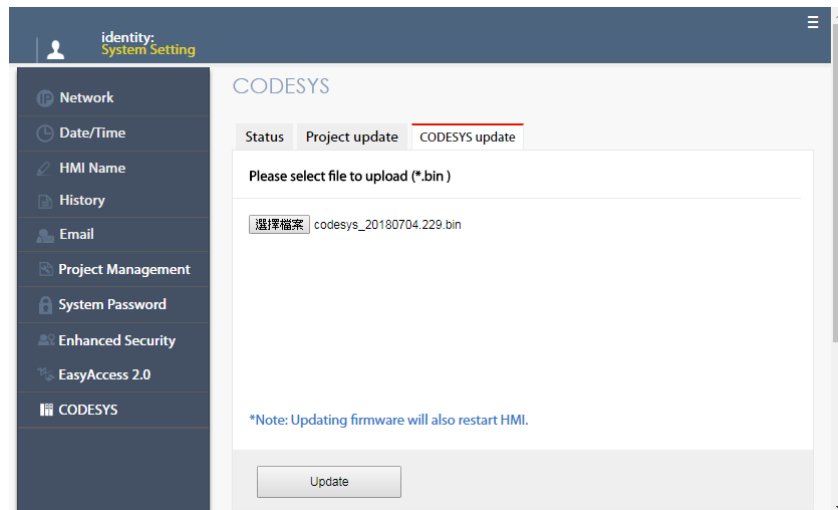 identity:
System Setting
Network
Date/Time
HMI Name
History
Email
Project Management
System Password
Enhanced Security
EasyAccess 2.0
CODESYS
CODESYS
Status Project update CODESYS update
Please select file to upload (*.bin )
選擇檔案 codesys_20180704.229.bin
*Note: Updating firmware will also restart HMI.
Update